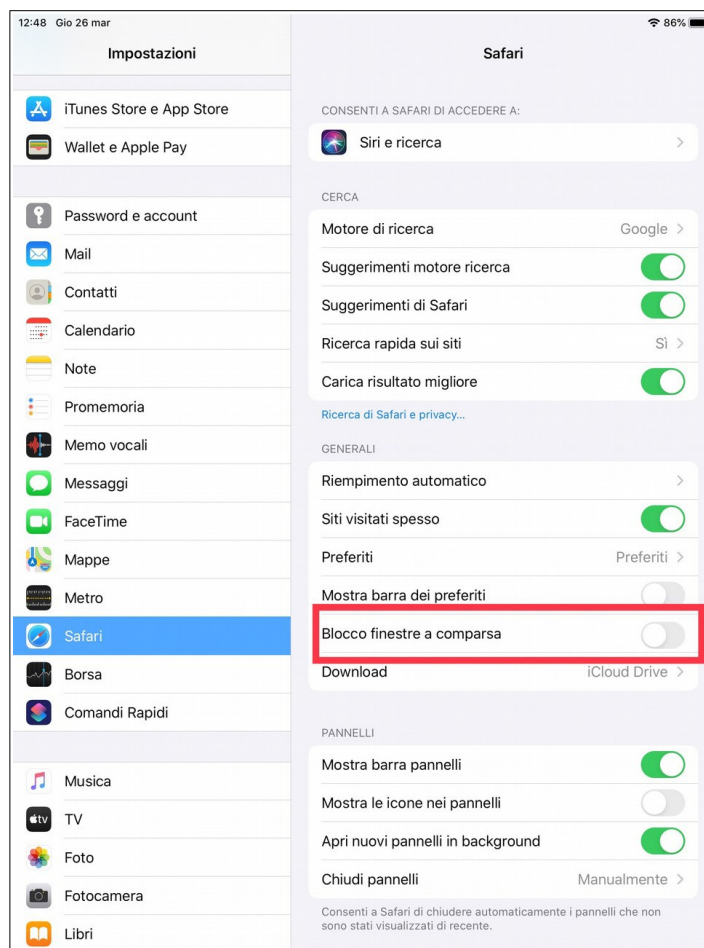 12:48 Gio 26 mar
86%
Impostazioni
iTunes Store e App Store
Wallet e Apple Pay
Password e account
Mail
Contatti
Calendario
Note
Promemoria
Memo vocali
Messaggi
FaceTime
Mappe
Metro
Safari
Borsa
Comandi Rapidi
Musica
tv TV
Foto
Fotocamera
Libri
Safari
CONSENTI A SAFARI DI ACCEDERE A:
Siri e ricerca
CERCA
Motore di ricerca Google
Suggerimenti motore ricerca
Suggerimenti di Safari
Ricerca rapida sui siti Sì
Carica risultato migliore
Ricerca di Safari e privacy...
GENERALI
Riempimento automatico
Siti visitati spesso
Preferiti Preferiti
Mostra barra dei preferiti
Blocco finestre a comparsa
Download iCloud Drive
PANNELLI
Mostra barra pannelli
Mostra le icone nei pannelli
Apri nuovi pannelli in background
Chiudi pannelli Manualmente
Consenti a Safari di chiudere automaticamente i pannelli che non
sono stati visualizzati di recente.